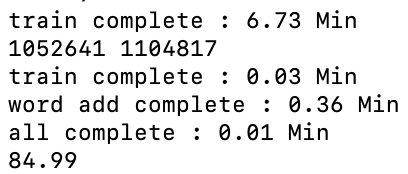 train complete : 6.73 Min
1052641 1104817
train complete : 0.03 Min
word add complete : 0.36 Min
all complete : 0.01 Min
84.99